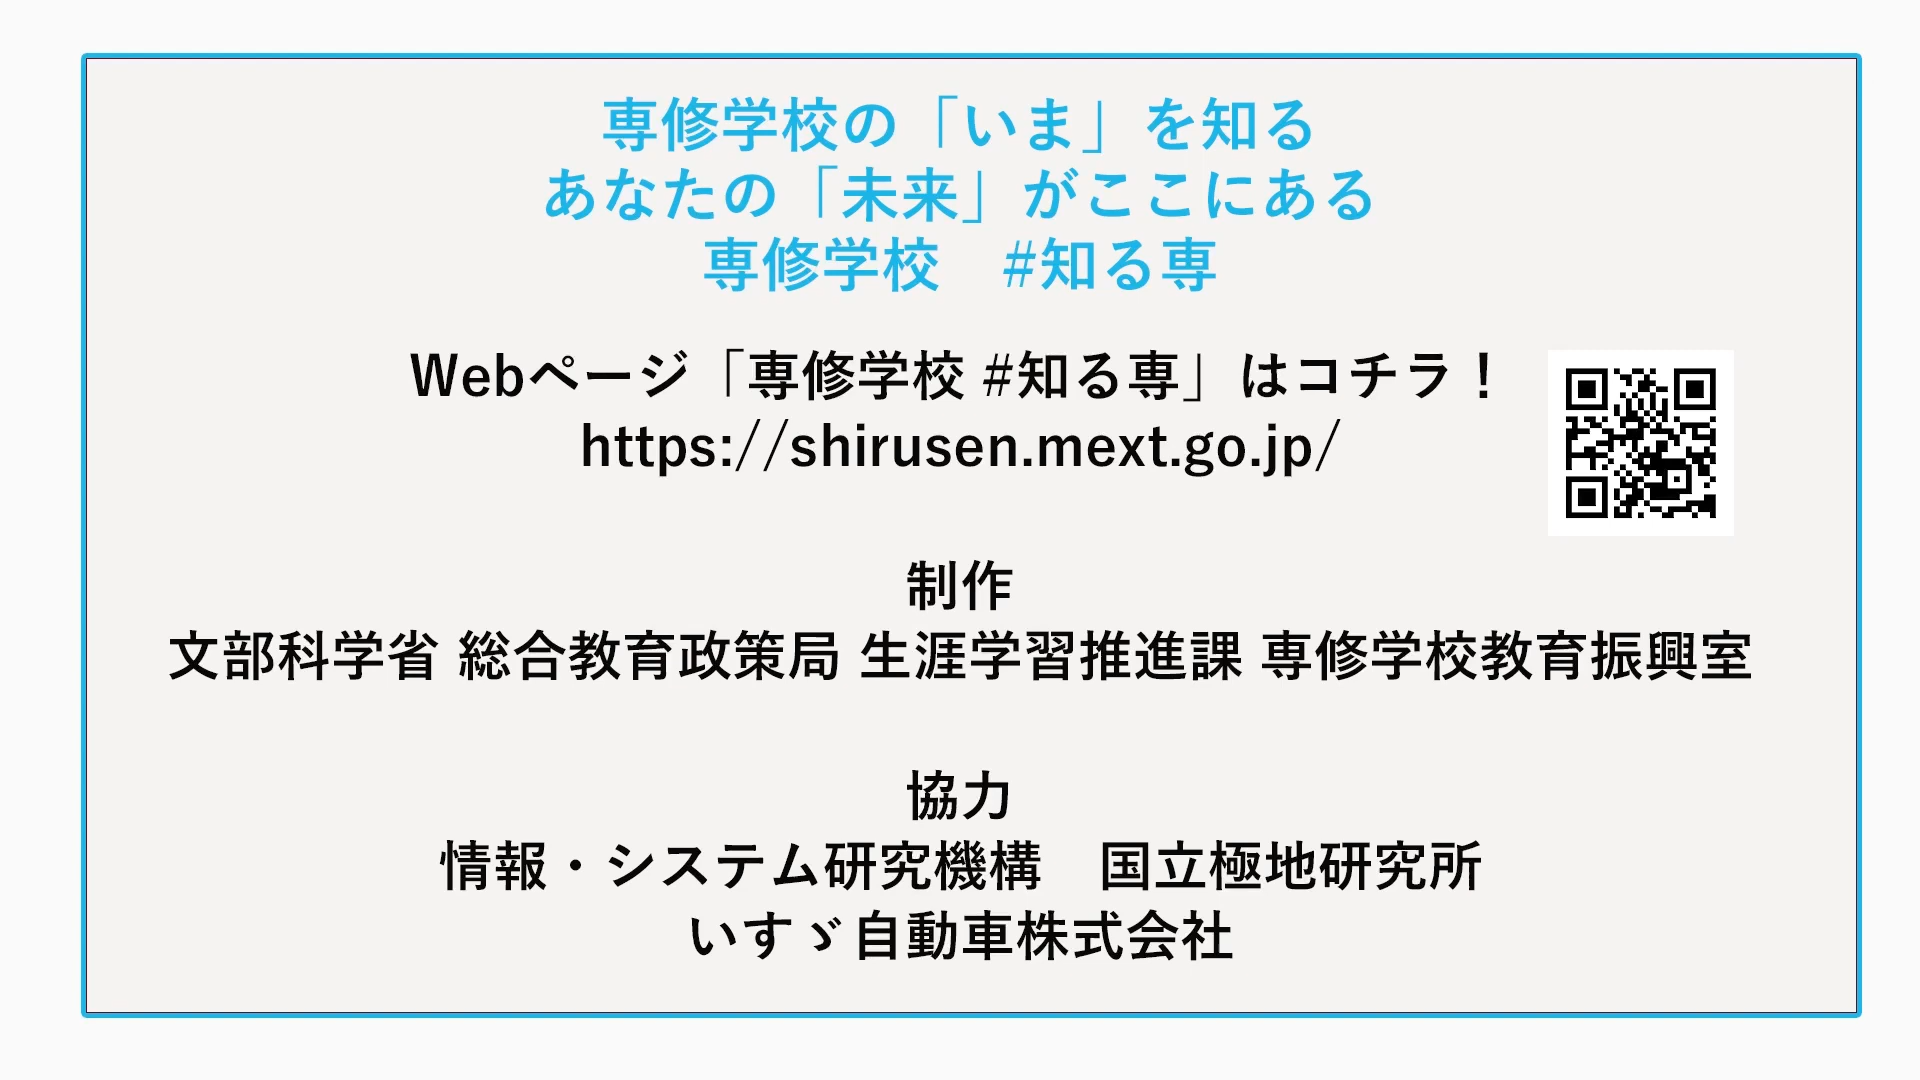 専修学校の「いま」を知る
あなたの「未来」がここにある
専修学校　#知る専
Webページ「専修学校 #知る専」はコチラ！
https://shirusen.mext.go.jp/
制作
文部科学省 総合教育政策局 生涯学習推進課 専修学校教育振興室
協力
情報・システム研究機構　国立極地研究所
いすゞ自動車株式会社